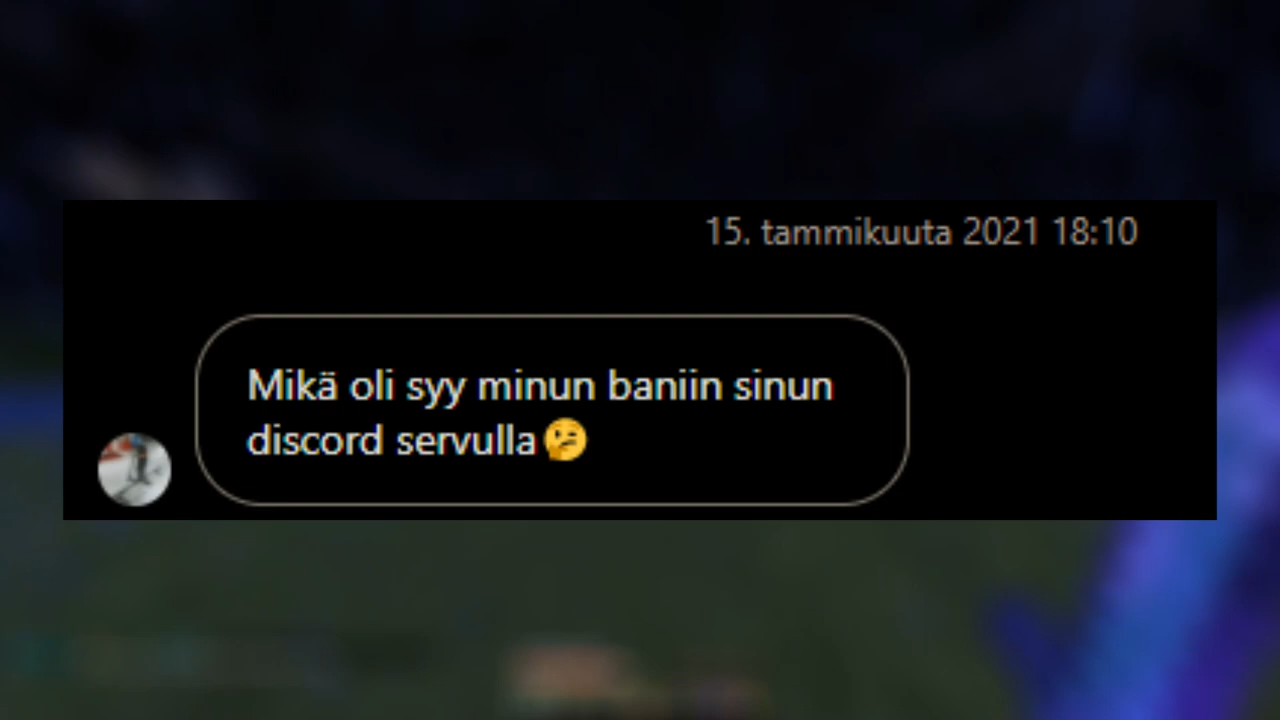 15. tammikuuta 2021 18:10
Mikä oli syy minun baniin sinun
discord servulla🤔